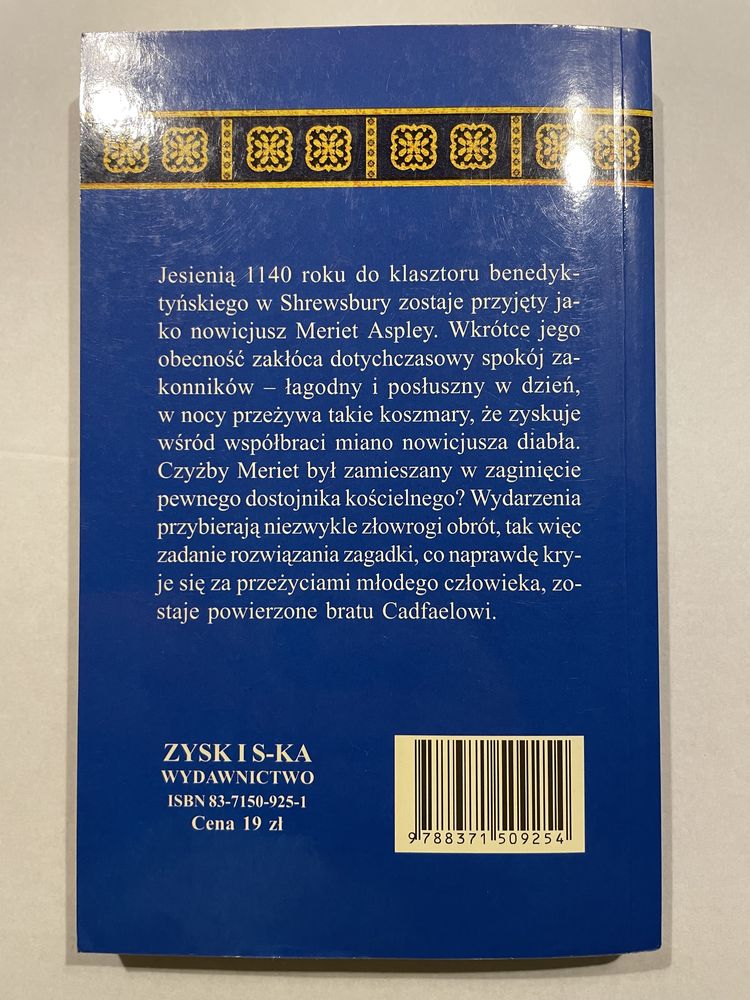 Jesienią 1140 roku do klasztoru benedyk-
tyńskiego w Shrewsbury zostaje przyjęty ja-
ko nowicjusz Meriet Aspley. Wkrótce jego
obecność zakłóca dotychczasowy spokój za-
konników – łagodny i posłuszny w dzień,
w nocy przeżywa takie koszmary, że zyskuje
wśród współbraci miano nowicjusza diabła.
Czyżby Meriet był zamieszany w zaginięcie
pewnego dostojnika kościelnego? Wydarzenia
przybierają niezwykle złowrogi obrót, tak więc
zadanie rozwiązania zagadki, co naprawdę kry-
je się za przeżyciami młodego człowieka, zo-
staje powierzone bratu Cadfaelowi.
ZYSK I S-KA
WYDAWNICTWO
ISBN 83-7150-925-1
Cena 19 zł
9 788371 509254